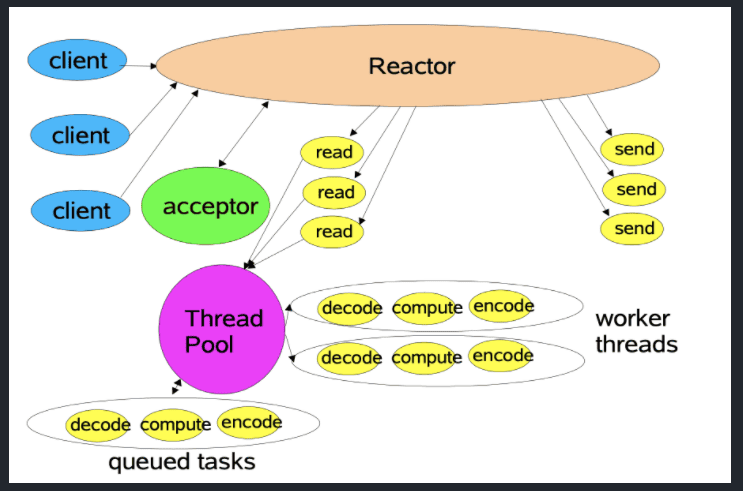 client
Reactor
client
read
send
client
acceptor
read
send
read
send
Thread
Pool
decode compute encode
worker
threads
decode compute encode
decode compute encode
queued tasks